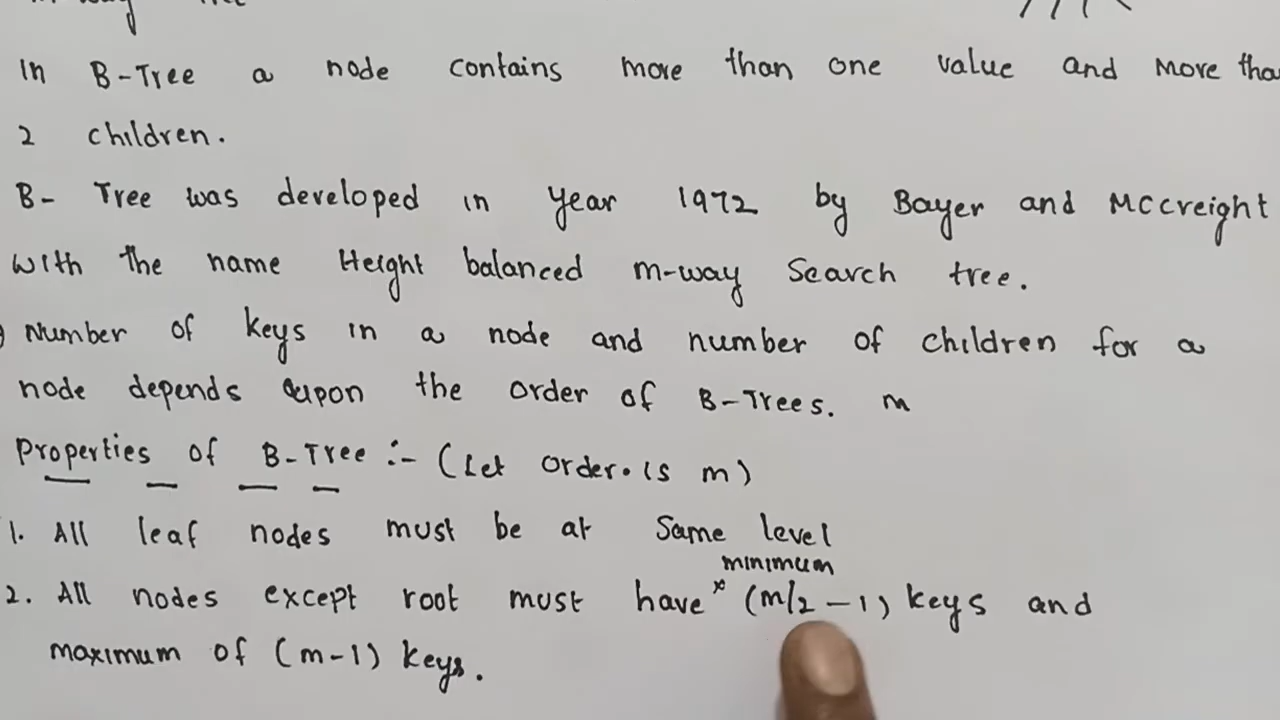 In B-Tree a node contains more than one value and more tha
2 children.
B- Tree was developed in year 1972 by Bayer and McCreight
with the name Height balanced m-way Search tree.
Number of keys in a node and number of children for a
node depends upon the order of B-Trees. m
Properties of B-Tree :- (Let order is m)
1. All leaf nodes must be at Same level
minimum
2. All nodes except root must have * (m/2 - 1) keys and
maximum of (m-1) keys.